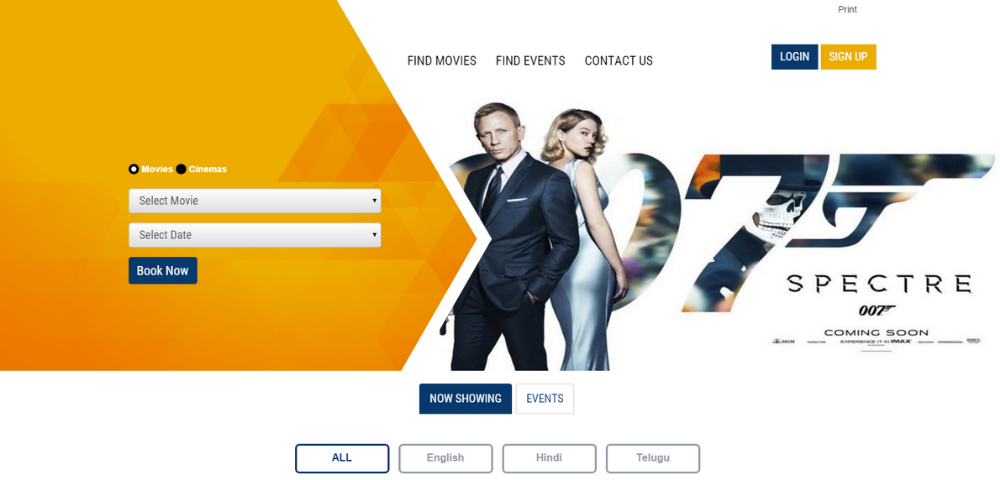 Print
FIND MOVIES FIND EVENTS CONTACT US
LOGIN SIGN UP
Movies Cinemas
Select Movie
Select Date
Book Now
007
SPECTRE
007
COMING SOON
MGM EXPERIENCE IT IN IMAX
NOW SHOWING EVENTS
ALL English Hindi Telugu